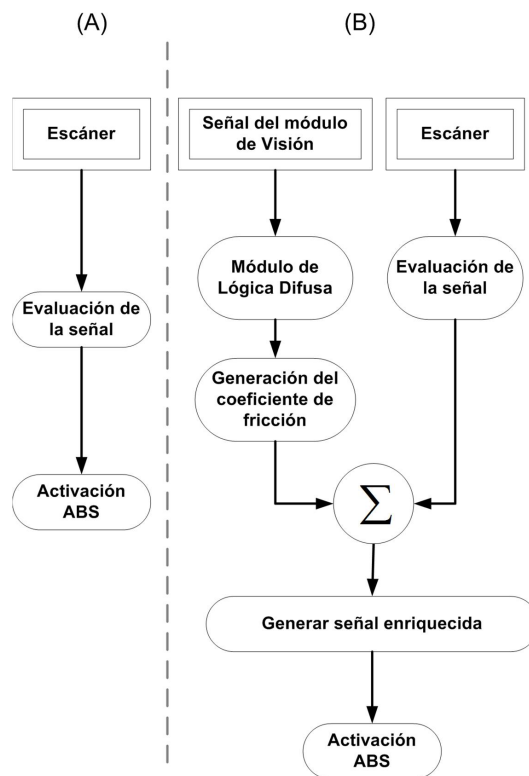 (A)
Escáner
Evaluación de
la señal
Activación
ABS
(B)
Señal del módulo
de Visión
Escáner
Módulo de
Lógica Difusa
Evaluación de
la señal
Generación del
coeficiente de
fricción
Σ
Generar señal enriquecida
Activación
ABS